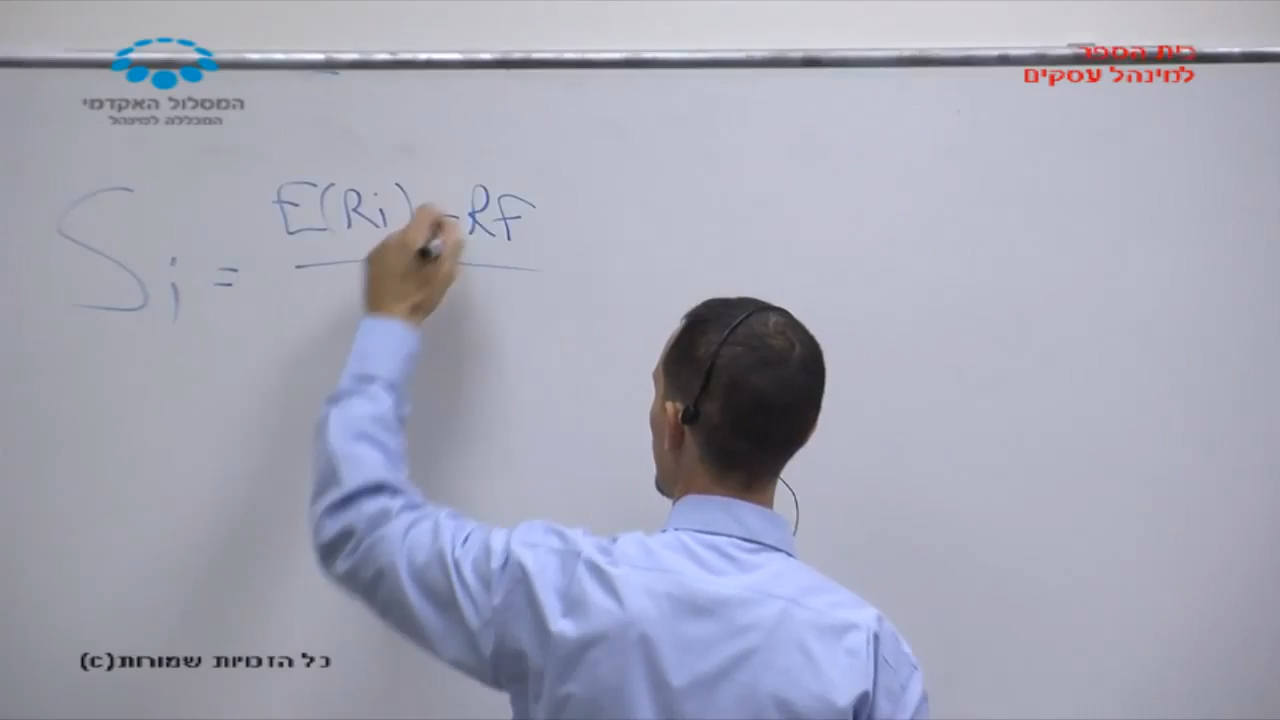 בית הספר
למינהל עסקים
המסלול האקדמי
המכללה למינהל
Si = E(Ri) - RF
כל הזכויות שמורות(c)